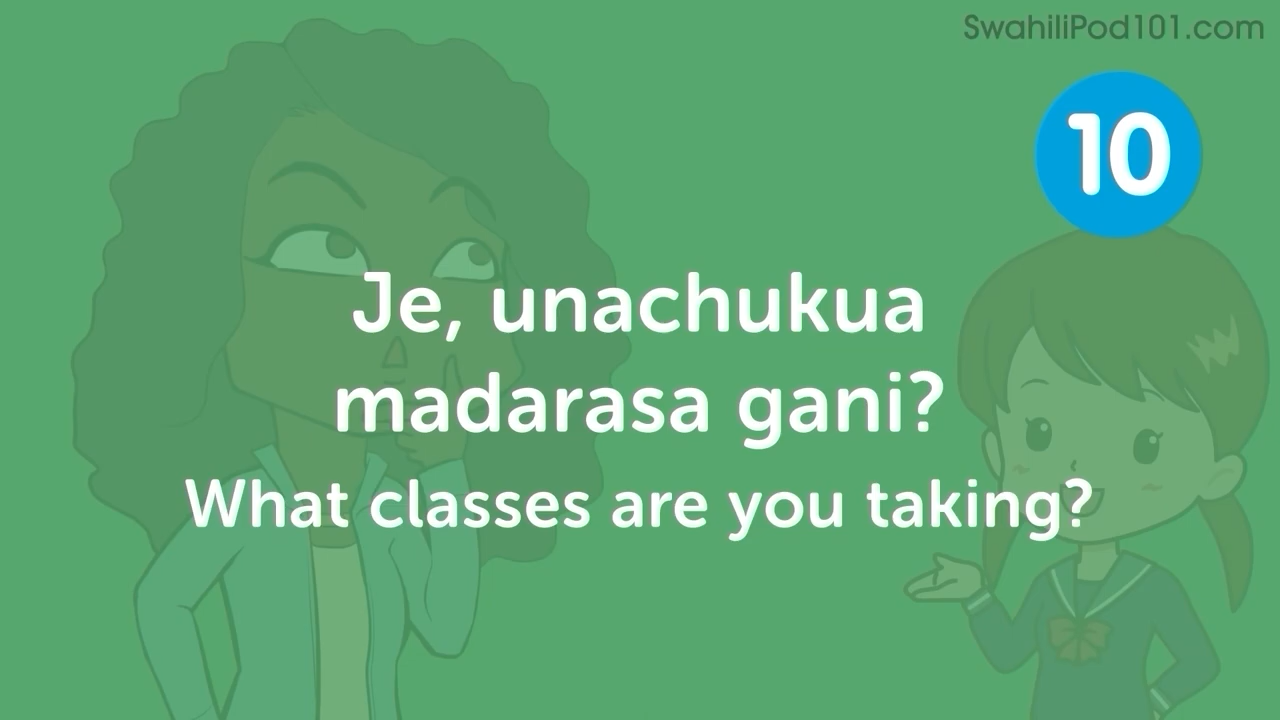 SwahiliPod101.com
10
Je, unachukua
madarasa gani?
What classes are you taking?